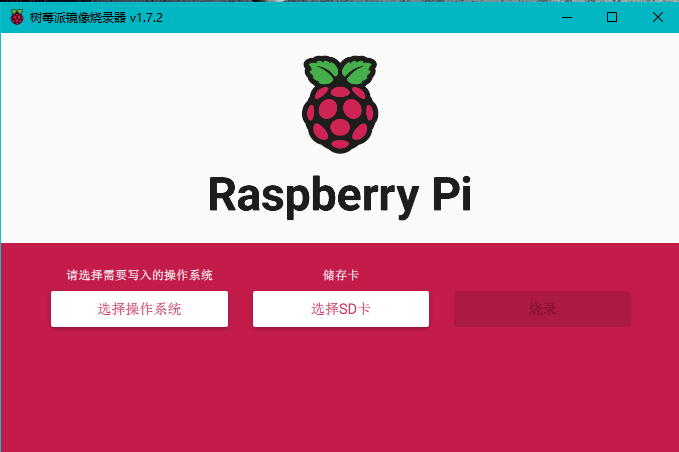 树莓派镜像烧录器 v1.7.2
Raspberry Pi
请选择需要写入的操作系统
储存卡
选择操作系统
选择SD卡
烧录